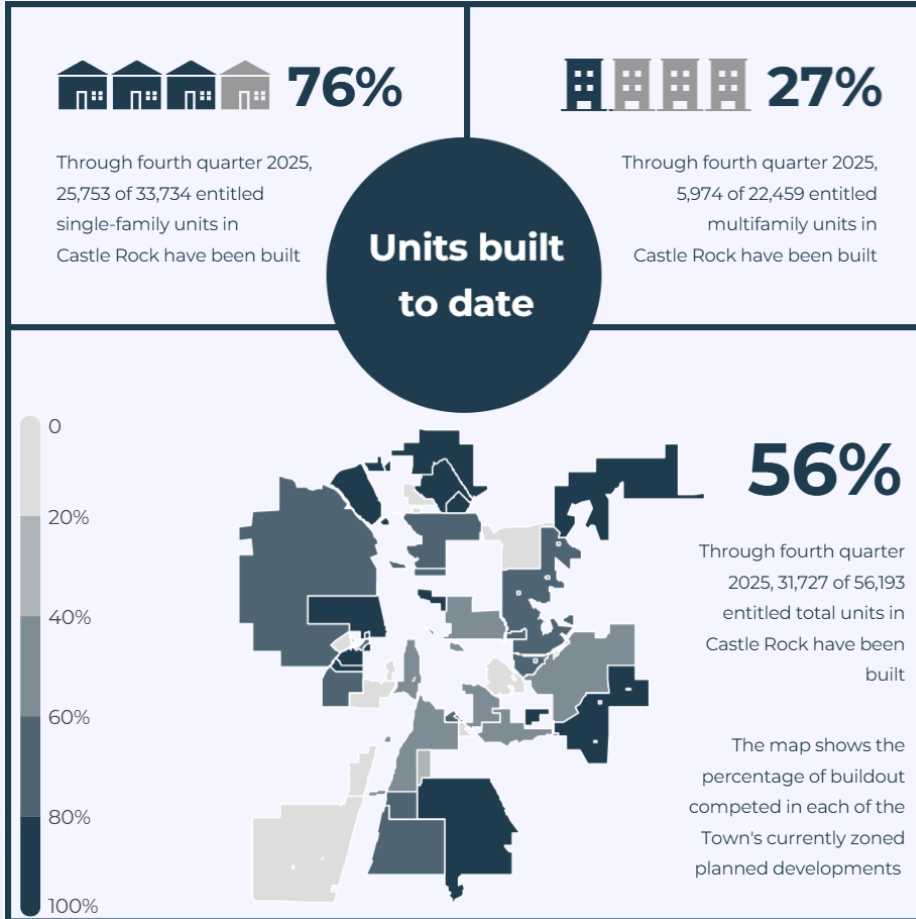 76%
Through fourth quarter 2025,
25,753 of 33,734 entitled
single-family units in
Castle Rock have been built
27%
Through fourth quarter 2025,
5,974 of 22,459 entitled
multifamily units in
Castle Rock have been built
Units built
to date
0
20%
40%
60%
80%
100%
56%
Through fourth quarter
2025, 31,727 of 56,193
entitled total units in
Castle Rock have been
built
The map shows the
percentage of buildout
competed in each of the
Town's currently zoned
planned developments